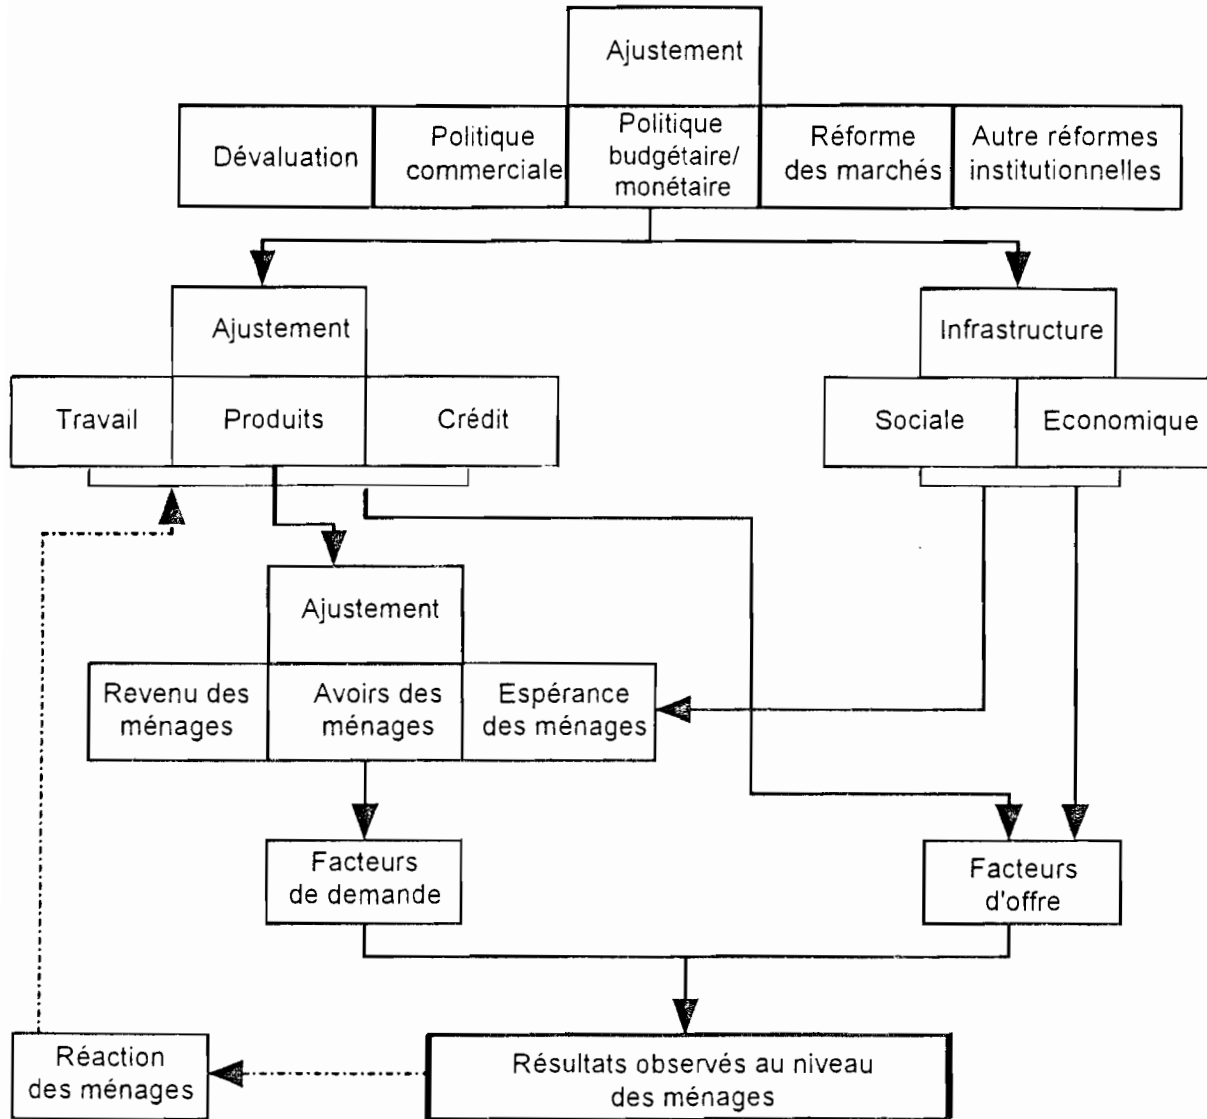 Ajustement
Dévaluation
Politique
commerciale
Politique
budgétaire/
monétaire
Réforme
des marchés
Autre réformes
institutionnelles
Ajustement
Travail
Produits
Crédit
Infrastructure
Sociale
Economique
Ajustement
Revenu des
ménages
Avoirs des
ménages
Espérance
des ménages
Facteurs
de demande
Facteurs
d'offre
Réaction
des ménages
Résultats observés au niveau
des ménages